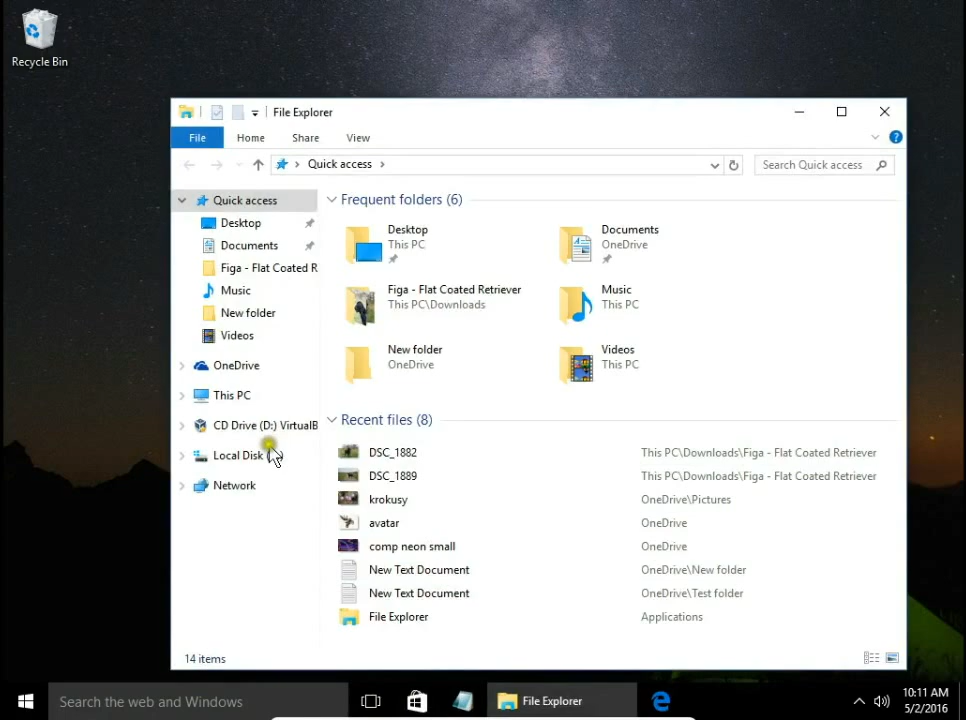 Recycle Bin
File Explorer
File Home Share View
Quick access
Search Quick access
Quick access
Desktop
Documents
Figa - Flat Coated R
Music
New folder
Videos
OneDrive
This PC
CD Drive (D:) VirtualB
Local Disk
Network
Frequent folders (6)
Desktop
This PC
Documents
OneDrive
Figa - Flat Coated Retriever
This PC\Downloads
Music
This PC
New folder
OneDrive
Videos
This PC
Recent files (8)
DSC_1882 This PC\Downloads\Figa - Flat Coated Retriever
DSC_1889 This PC\Downloads\Figa - Flat Coated Retriever
krokusy OneDrive\Pictures
avatar OneDrive
comp neon small OneDrive
New Text Document OneDrive\New folder
New Text Document OneDrive\Test folder
File Explorer Applications
14 items
Search the web and Windows
File Explorer
10:11 AM
5/2/2016